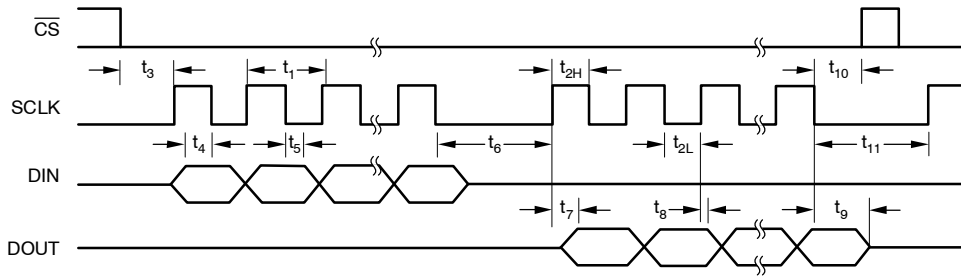 CS
t3 t1 t2H t10
SCLK
t4 t5 t6 t2L t11
DIN
t7 t8 t9
DOUT